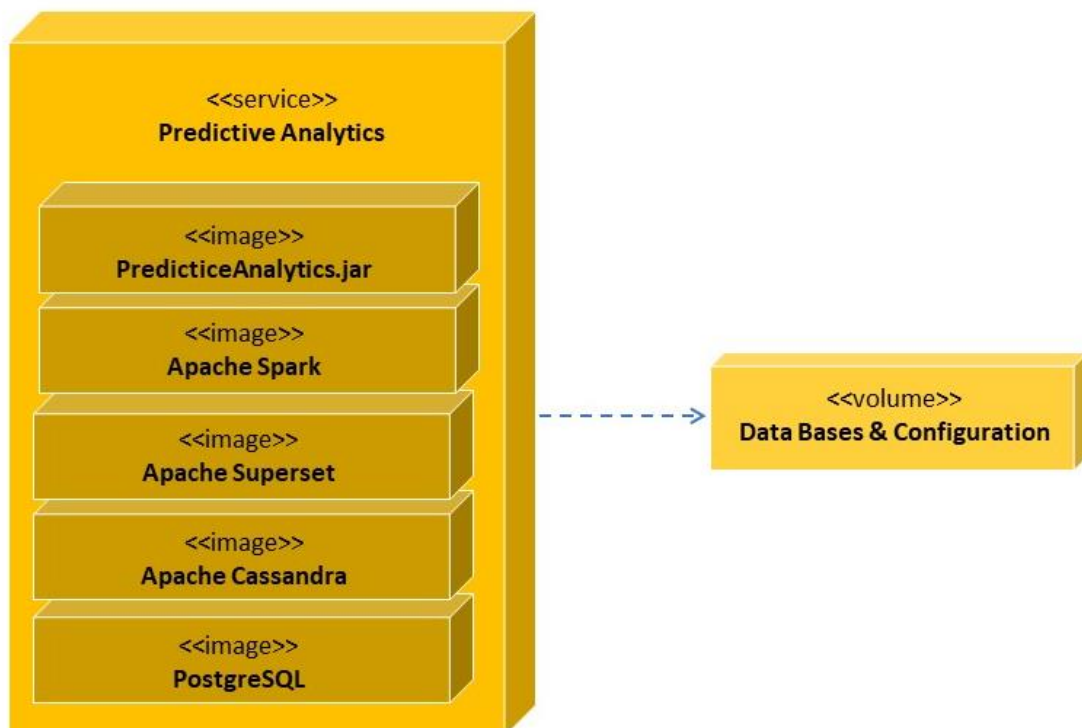 <<service>>
Predictive Analytics
<<image>>
PredicticeAnalytics.jar
<<image>>
Apache Spark
<<image>>
Apache Superset
<<image>>
Apache Cassandra
<<image>>
PostgreSQL
<<volume>>
Data Bases & Configuration